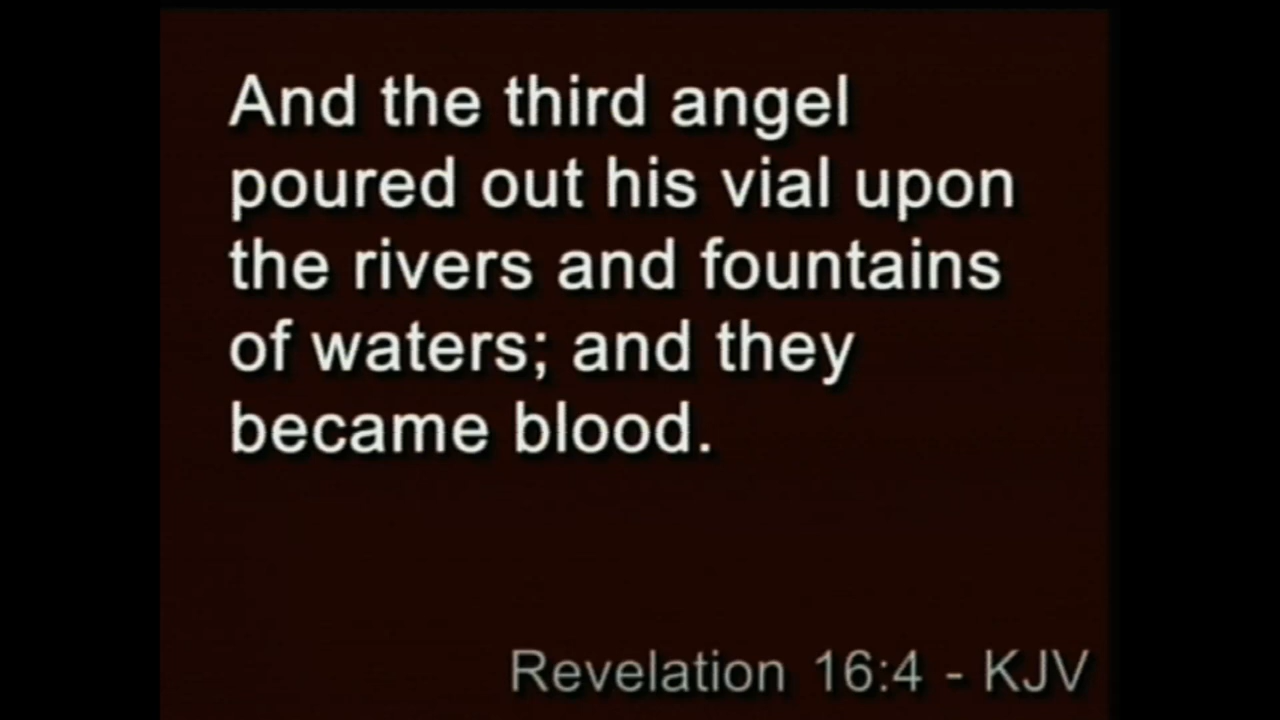 And the third angel
poured out his vial upon
the rivers and fountains
of waters; and they
became blood.
Revelation 16:4 - KJV